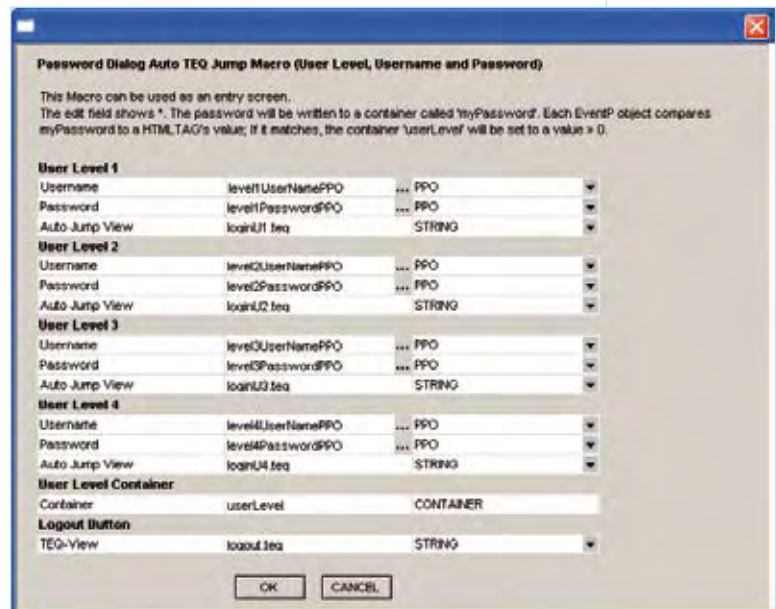 Password Dialog Auto TEQ Jump Macro (User Level, Username and Password)
This Macro can be used as an entry screen.
The edit field shows *. The password will be written to a container called 'myPassword'. Each EventP object compares
myPassword to a HTMLTAG's value; If it matches, the container 'userLevel' will be set to a value > 0.
User Level 1
Username level1UserNamePPO ... PPO
Password level1PasswordPPO ... PPO
Auto Jump View loginU1.teq STRING
User Level 2
Username level2UserNamePPO ... PPO
Password level2PasswordPPO ... PPO
Auto Jump View loginU2.teq STRING
User Level 3
Username level3UserNamePPO ... PPO
Password level3PasswordPPO ... PPO
Auto Jump View loginU3.teq STRING
User Level 4
Username level4UserNamePPO ... PPO
Password level4PasswordPPO ... PPO
Auto Jump View loginU4.teq STRING
User Level Container
Container userLevel CONTAINER
Logout Button
TEQ-View logout.teq STRING
OK CANCEL